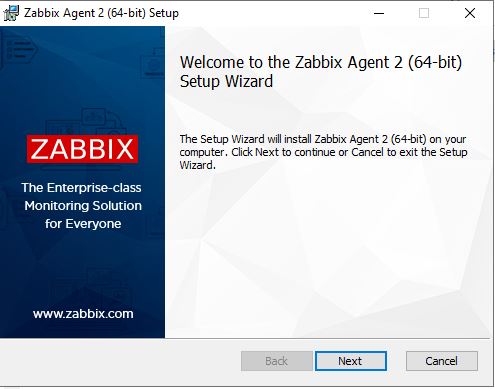 Zabbix Agent 2 (64-bit) Setup
Welcome to the Zabbix Agent 2 (64-bit)
Setup Wizard
The Setup Wizard will install Zabbix Agent 2 (64-bit) on your
computer. Click Next to continue or Cancel to exit the Setup
Wizard.
ZABBIX
The Enterprise-class
Monitoring Solution
for Everyone
www.zabbix.com
Back
Next
Cancel